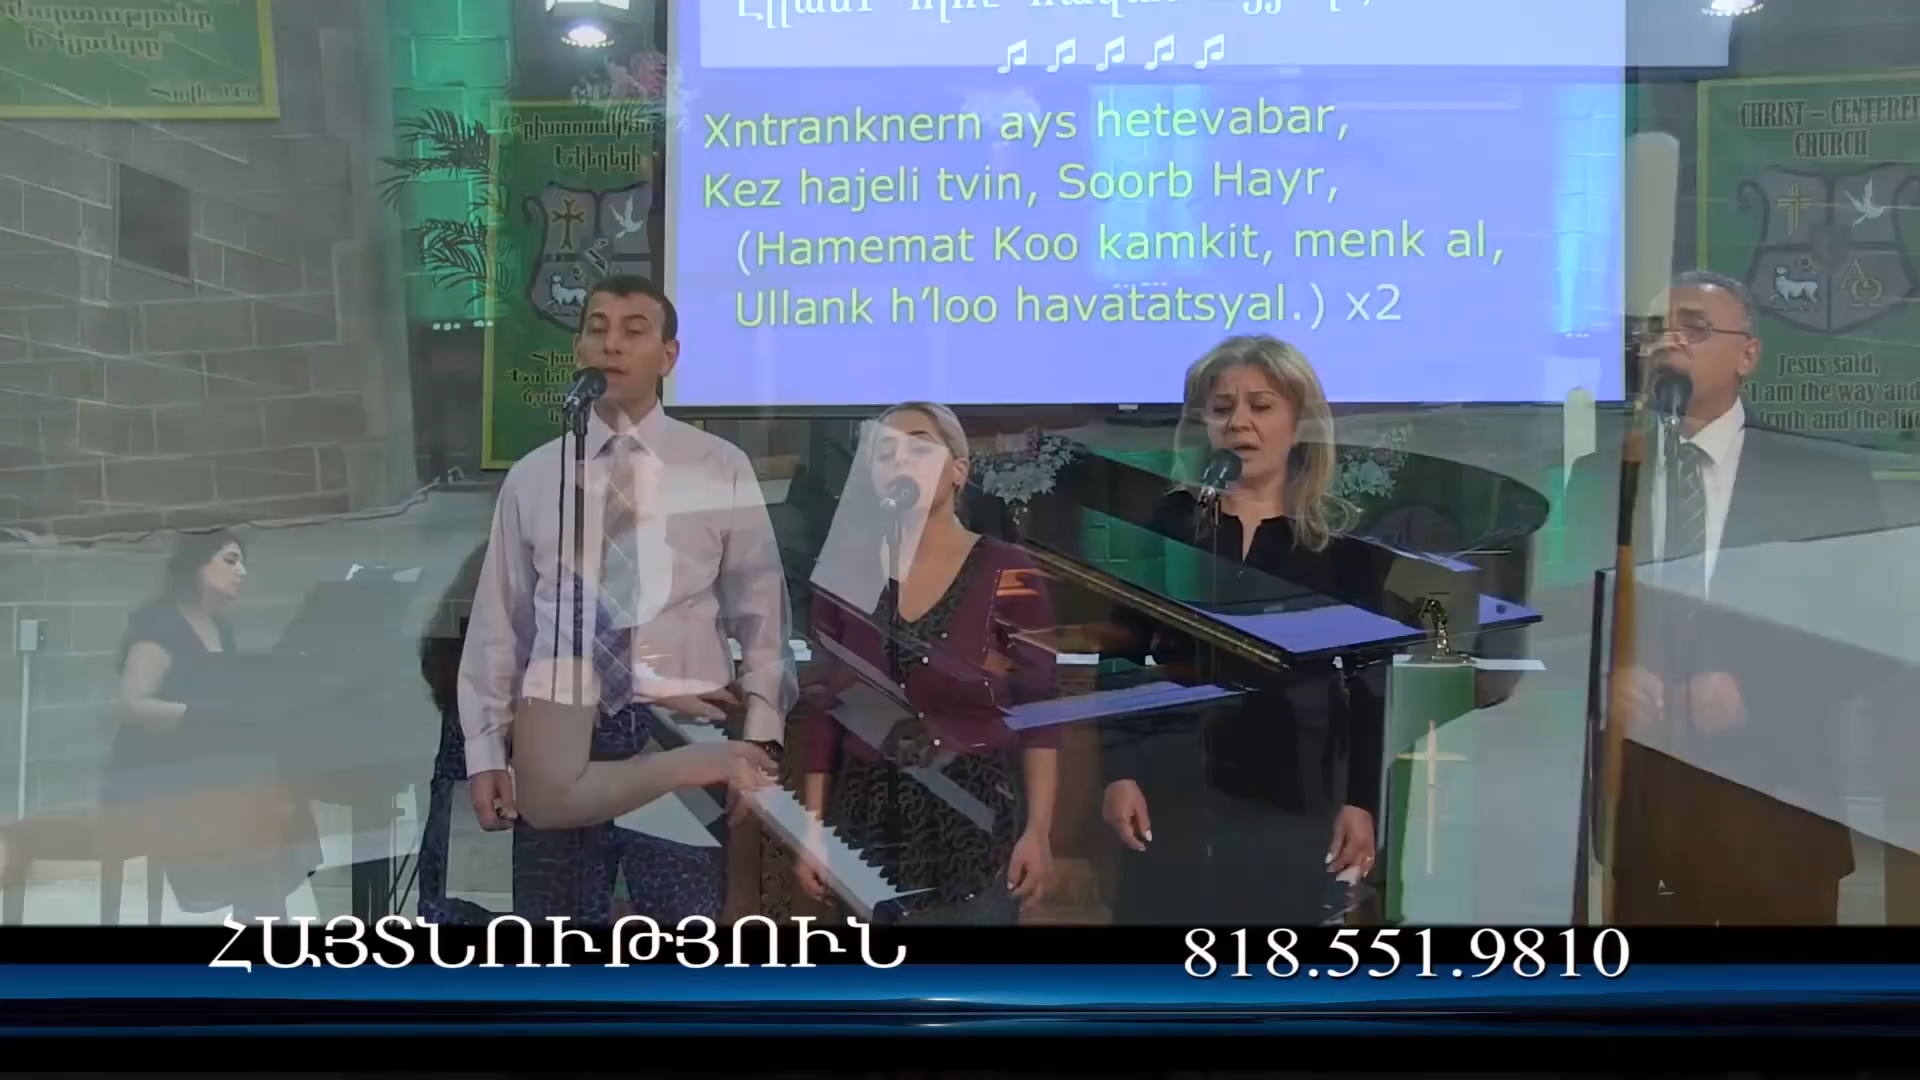 ♫ ♫ ♫ ♫ ♫
Xntranknern ays hetevabar,
Kez hajeli tvin, Soorb Hayr,
(Hamemat Koo kamkit, menk al,
Ullank h'loo havatatsyal.) x2
Եկեղեցի
CHRIST – CENTERED
CHURCH
Jesus said,
"I am the way and
truth and the life
ՀԱՅՏՆՈՒԹՅՈՒՆ
818.551.9810